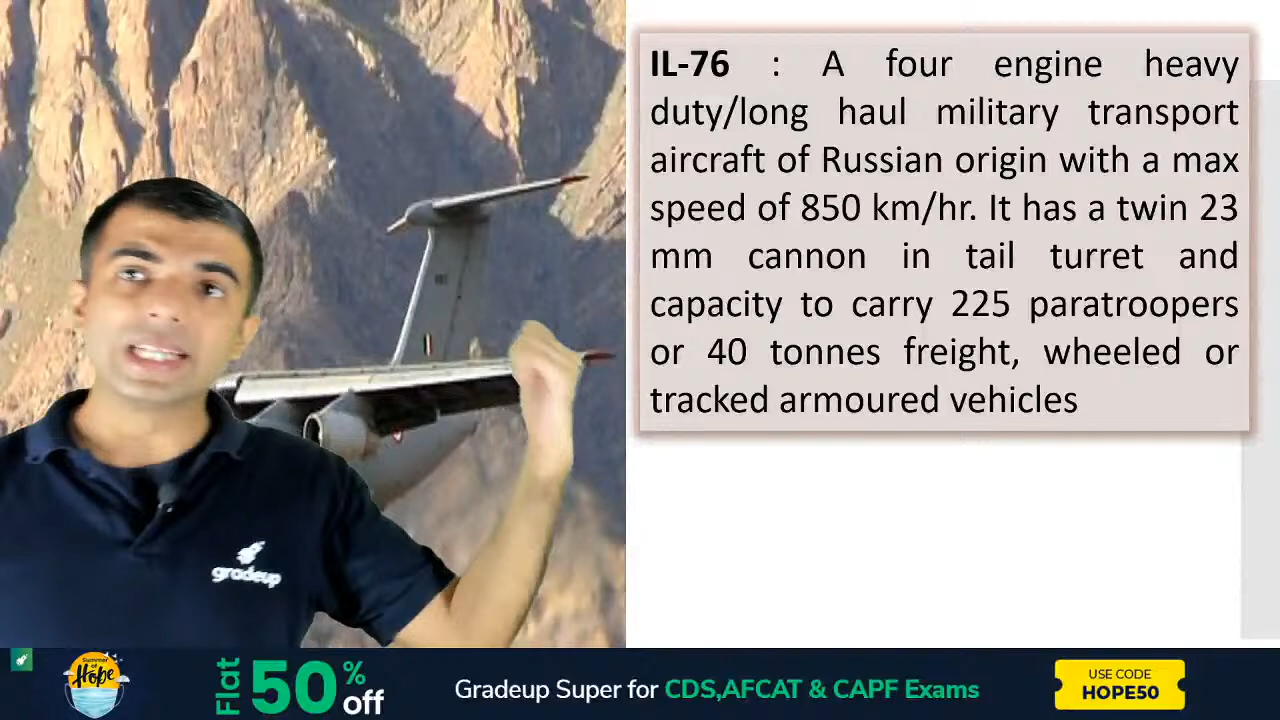 IL-76 : A four engine heavy
duty/long haul military transport
aircraft of Russian origin with a max
speed of 850 km/hr. It has a twin 23
mm cannon in tail turret and
capacity to carry 225 paratroopers
or 40 tonnes freight, wheeled or
tracked armoured vehicles
gradeup
Summer
of
Hope
Flat
50%
off
Gradeup Super for CDS,AFCAT & CAPF Exams
USE CODE
HOPE50